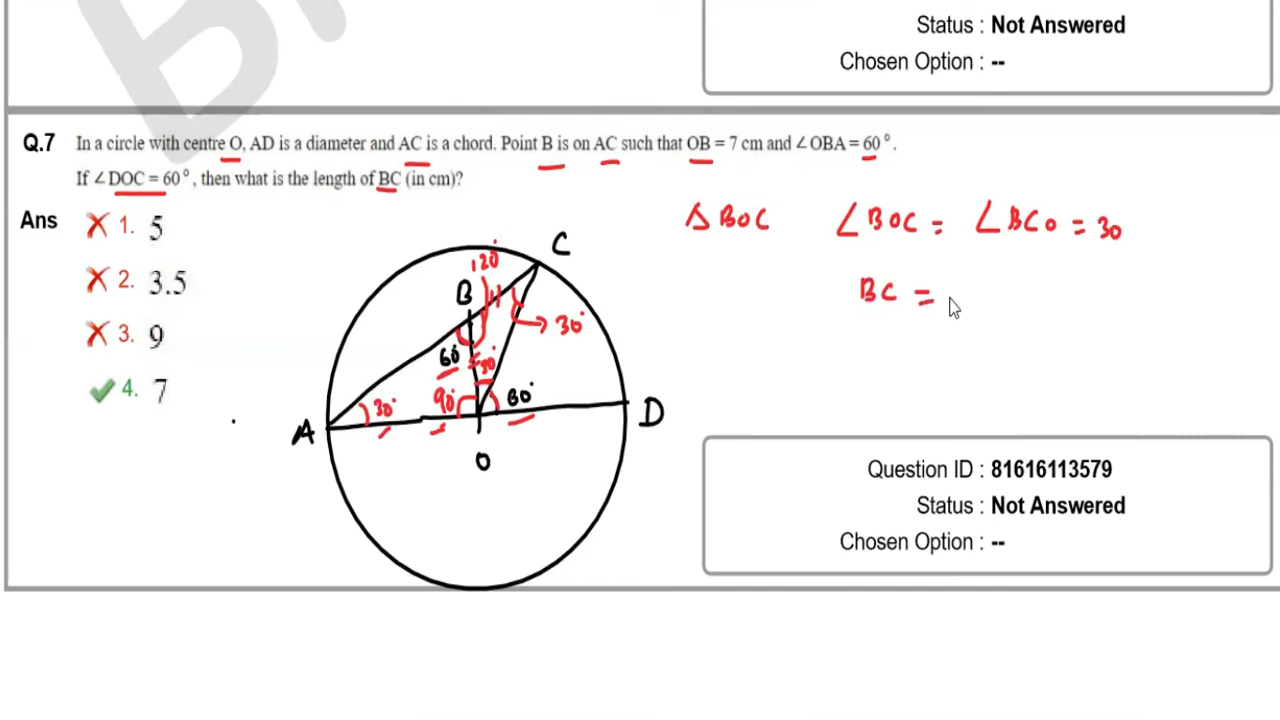 Status : Not Answered
Chosen Option : --
Q.7 In a circle with centre O, AD is a diameter and AC is a chord. Point B is on AC such that OB = 7 cm and ∠OBA = 60°.
If ∠DOC = 60°, then what is the length of BC (in cm)?
Ans
1. 5
2. 3.5
3. 9
4. 7
Δ BOC ∠BOC = ∠BCO = 30
BC =
C
120°
B
30°
60°
30°
30°
90°
60°
A
D
O
Question ID : 81616113579
Status : Not Answered
Chosen Option : --